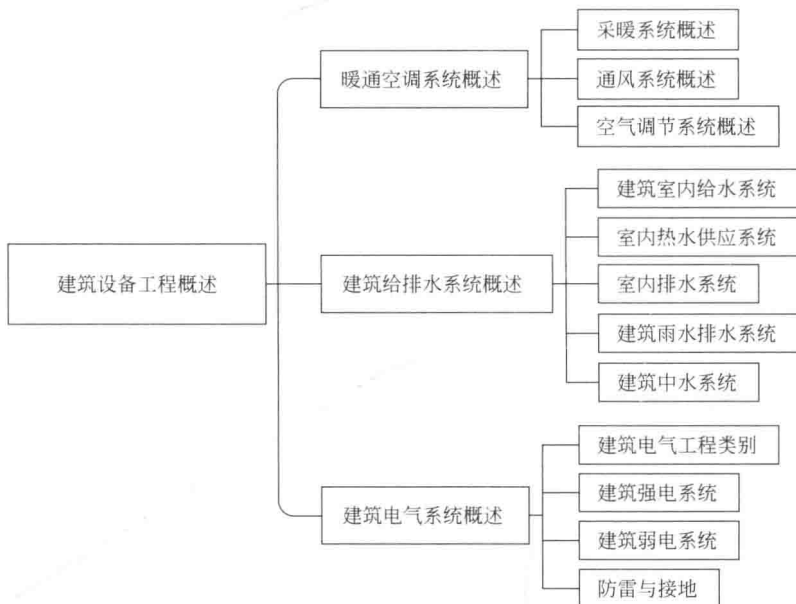 建筑设备工程概述
暖通空调系统概述
采暖系统概述
通风系统概述
空气调节系统概述
建筑给排水系统概述
建筑室内给水系统
室内热水供应系统
室内排水系统
建筑雨水排水系统
建筑中水系统
建筑电气系统概述
建筑电气工程类别
建筑强电系统
建筑弱电系统
防雷与接地